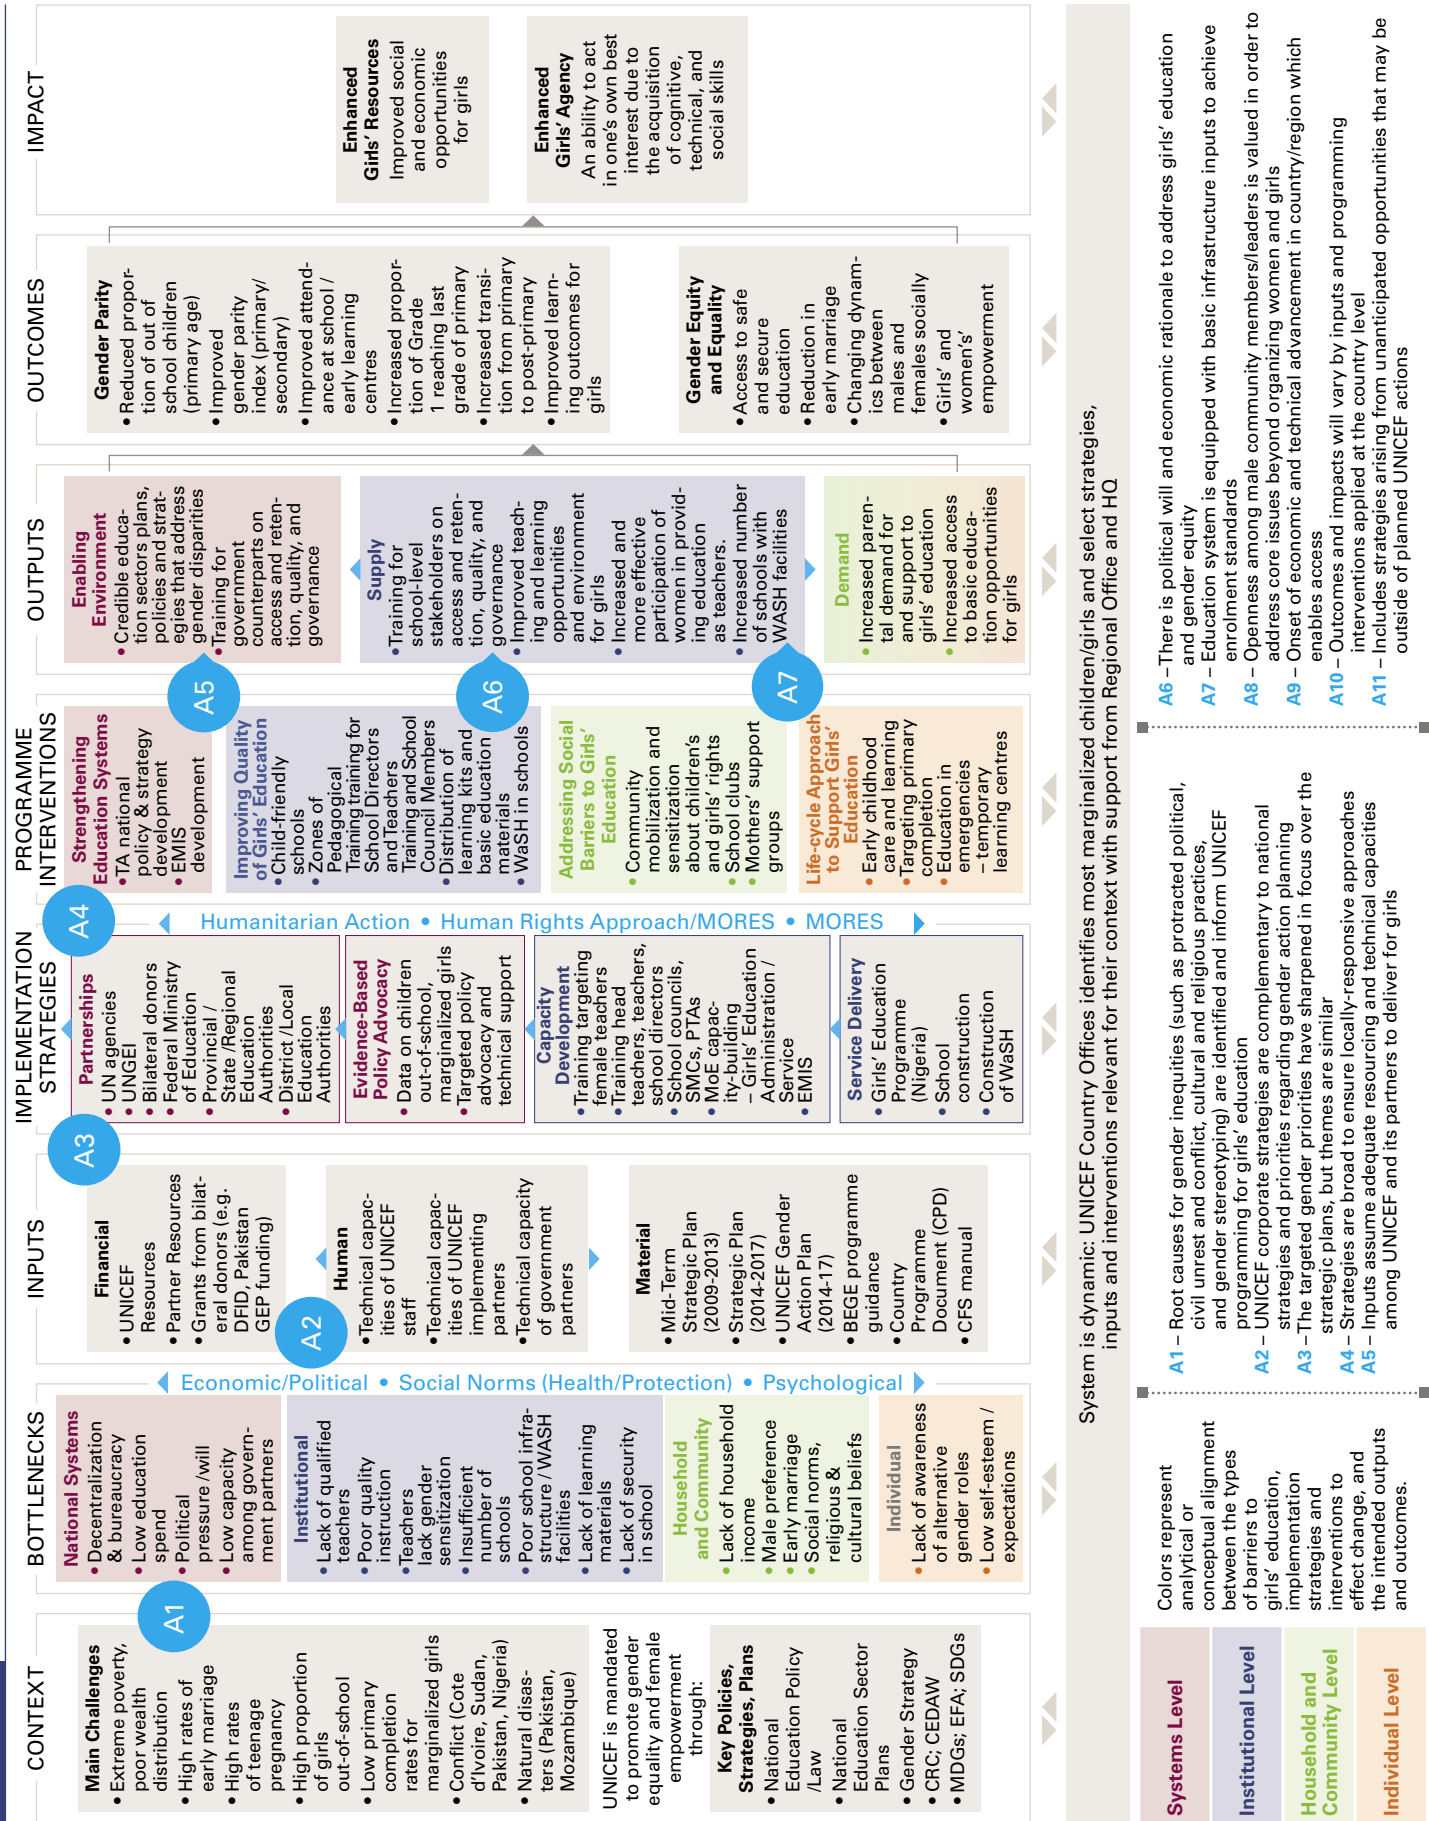 CONTEXT
Main Challenges
• Extreme poverty,
poor wealth
distribution
• High rates of
early marriage
• High rates
of teenage
pregnancy
• High proportion
of girls
out-of-school
• Low primary
completion
rates for
marginalized girls
• Conflict (Cote
d’Ivoire, Sudan,
Pakistan, Nigeria)
• Natural disas-
ters (Pakistan,
Mozambique)
UNICEF is mandated
to promote gender
equality and female
empowerment
through:
Key Policies,
Strategies, Plans
• National
Education Policy
/Law
• National
Education Sector
Plans
• Gender Strategy
• CRC; CEDAW
• MDGs; EFA; SDGs
A1
BOTTLENECKS
National Systems
• Decentralization
& bureaucracy
• Low education
spend
• Political
pressure /will
• Low capacity
among govern-
ment partners
Institutional
• Lack of qualified
teachers
• Poor quality
instruction
• Teachers
lack gender
sensitization
• Insufficient
number of
schools
• Poor school infra-
structure / WASH
facilities
• Lack of learning
materials
• Lack of security
in school
Household
and Community
• Lack of household
income
• Male preference
• Early marriage
• Social norms,
religious &
cultural beliefs
Individual
• Lack of awareness
of alternative
gender roles
• Low self-esteem /
expectations
Economic/Political • Social Norms (Health/Protection) • Psychological
A2
INPUTS
Financial
• UNICEF
Resources
• Partner Resources
• Grants from bilat-
eral donors (e.g.
DFID, Pakistan
GEP funding)
Human
• Technical capac-
ities of UNICEF
staff
• Technical capac-
ities of UNICEF
implementing
partners
• Technical capacity
of government
partners
Material
• Mid-Term
Strategic Plan
(2009-2013)
• Strategic Plan
(2014-2017)
• UNICEF Gender
Action Plan
(2014-17)
• BEGE programme
guidance
• Country
Programme
Document (CPD)
• CFS manual
A3
IMPLEMENTATION
STRATEGIES
Partnerships
• UN agencies
• UNGEI
• Bilateral donors
• Federal Ministry
of Education
• Provincial /
State /Regional
Education
Authorities
• District /Local
Education
Authorities
Evidence-Based
Policy Advocacy
• Data on children
out-of-school,
marginalized girls
• Targeted policy
advocacy and
technical support
Capacity
Development
• Training targeting
female teachers
• Training head
teachers, teachers,
school directors
• School councils,
SMCs, PTAs
• MoE capac-
ity-building
– Girls’ Education
Administration /
Service
• EMIS
Service Delivery
• Girls’ Education
Programme
(Nigeria)
• School
construction
• Construction
of WaSH
Humanitarian Action • Human Rights Approach/MORES • MORES
A4
PROGRAMME
INTERVENTIONS
Strengthening
Education Systems
• TA national
policy & strategy
development
• EMIS
development
Improving Quality
of Girls’ Education
• Child-friendly
schools
• Zones of
Pedagogical
Training training for
School Directors
and Teachers
Training and School
Council Members
• Distribution of
learning kits and
basic education
materials
• WaSH in schools
Addressing Social
Barriers to Girls’
Education
• Community
mobilization and
sensitization
about children’s
and girls’ rights
• School clubs
• Mothers’ support
groups
Life-cycle Approach
to Support Girls’
Education
• Early childhood
care and learning
• Targeting primary
completion
• Education in
emergencies
– temporary
learning centres
A5
A6
A7
OUTPUTS
Enabling
Environment
• Credible educa-
tion sectors plans,
policies and strat-
egies that address
gender disparities
• Training for
government
counterparts on
access and reten-
tion, quality, and
governance
Supply
• Training for
school-level
stakeholders on
access and reten-
tion, quality, and
governance
• Improved teach-
ing and learning
opportunities
and environment
for girls
• Increased and
more effective
participation of
women in provid-
ing education
as teachers.
• Increased number
of schools with
WASH facilities
Demand
• Increased paren-
tal demand for
and support to
girls’ education
• Increased access
to basic educa-
tion opportunities
for girls
OUTCOMES
Gender Parity
• Reduced propor-
tion of out of
school children
(primary age)
• Improved
gender parity
index (primary/
secondary)
• Improved attend-
ance at school /
early learning
centres
• Increased propor-
tion of Grade
1 reaching last
grade of primary
• Increased transi-
tion from primary
to post-primary
• Improved learn-
ing outcomes for
girls
Gender Equity
and Equality
• Access to safe
and secure
education
• Reduction in
early marriage
• Changing dynam-
ics between
males and
females socially
• Girls’ and
women’s
empowerment
IMPACT
Enhanced
Girls’ Resources
Improved social
and economic
opportunities
for girls
Enhanced
Girls’ Agency
An ability to act
in one’s own best
interest due to
the acquisition
of cognitive,
technical, and
social skills
System is dynamic: UNICEF Country Offices identifies most marginalized children/girls and select strategies,
inputs and interventions relevant for their context with support from Regional Office and HQ
Systems Level
Institutional Level
Household and
Community Level
Individual Level
Colors represent
analytical or
conceptual alignment
between the types
of barriers to
girls’ education,
implementation
strategies and
interventions to
effect change, and
the intended outputs
and outcomes.
A1 – Root causes for gender inequities (such as protracted political,
civil unrest and conflict, cultural and religious practices,
and gender stereotyping) are identified and inform UNICEF
programming for girls’ education
A2 – UNICEF corporate strategies are complementary to national
strategies and priorities regarding gender action planning
A3 – The targeted gender priorities have sharpened in focus over the
strategic plans, but themes are similar
A4 – Strategies are broad to ensure locally-responsive approaches
A5 – Inputs assume adequate resourcing and technical capacities
among UNICEF and its partners to deliver for girls
A6 – There is political will and economic rationale to address girls’ education
and gender equity
A7 – Education system is equipped with basic infrastructure inputs to achieve
enrolment standards
A8 – Openness among male community members/leaders is valued in order to
address core issues beyond organizing women and girls
A9 – Onset of economic and technical advancement in country/region which
enables access
A10 – Outcomes and impacts will vary by inputs and programming
interventions applied at the country level
A11 – Includes strategies arising from unanticipated opportunities that may be
outside of planned UNICEF actions